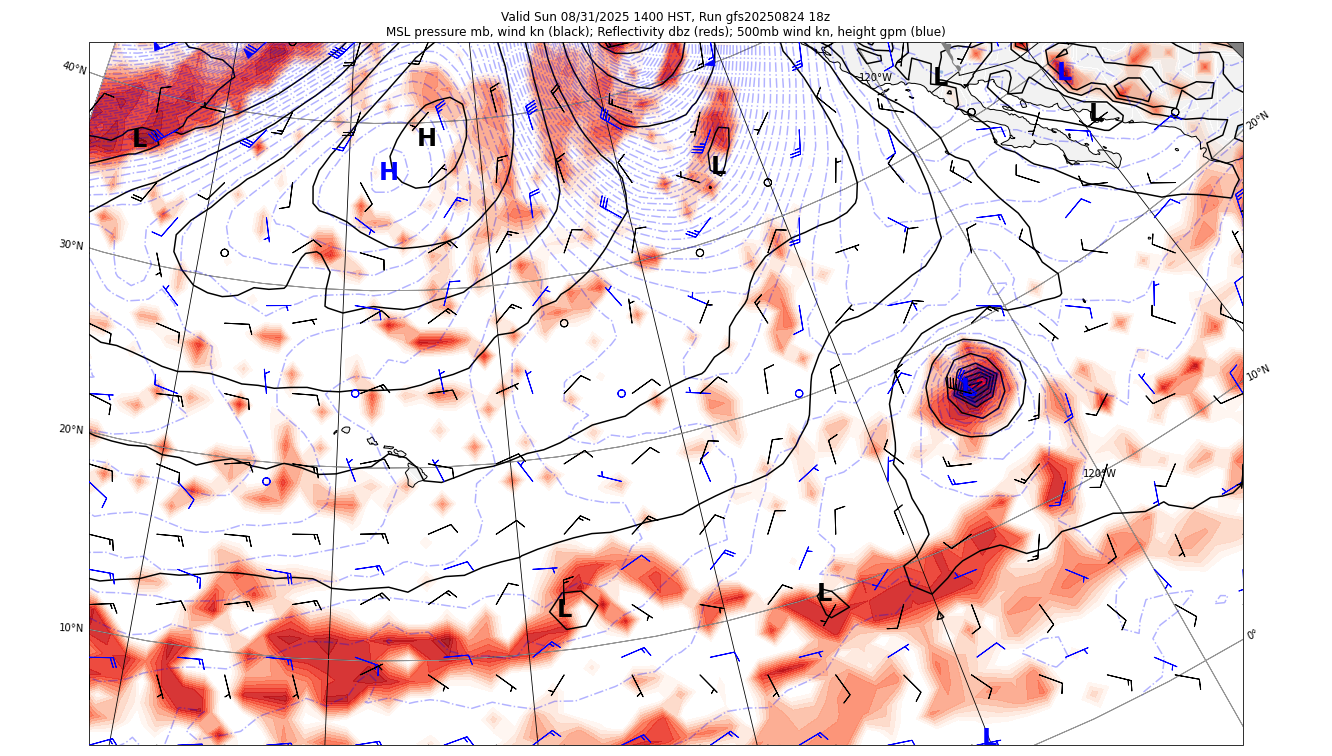 Valid Sun 08/31/2025 1400 HST, Run gfs20250824 18z
MSL pressure mb, wind kn (black); Reflectivity dbz (reds); 500mb wind kn, height gpm (blue)
40°N
120°W
L
L
L
20°N
L
H
H
L
30°N
10°N
L
20°N
120°W
L
L
10°N
0°
L